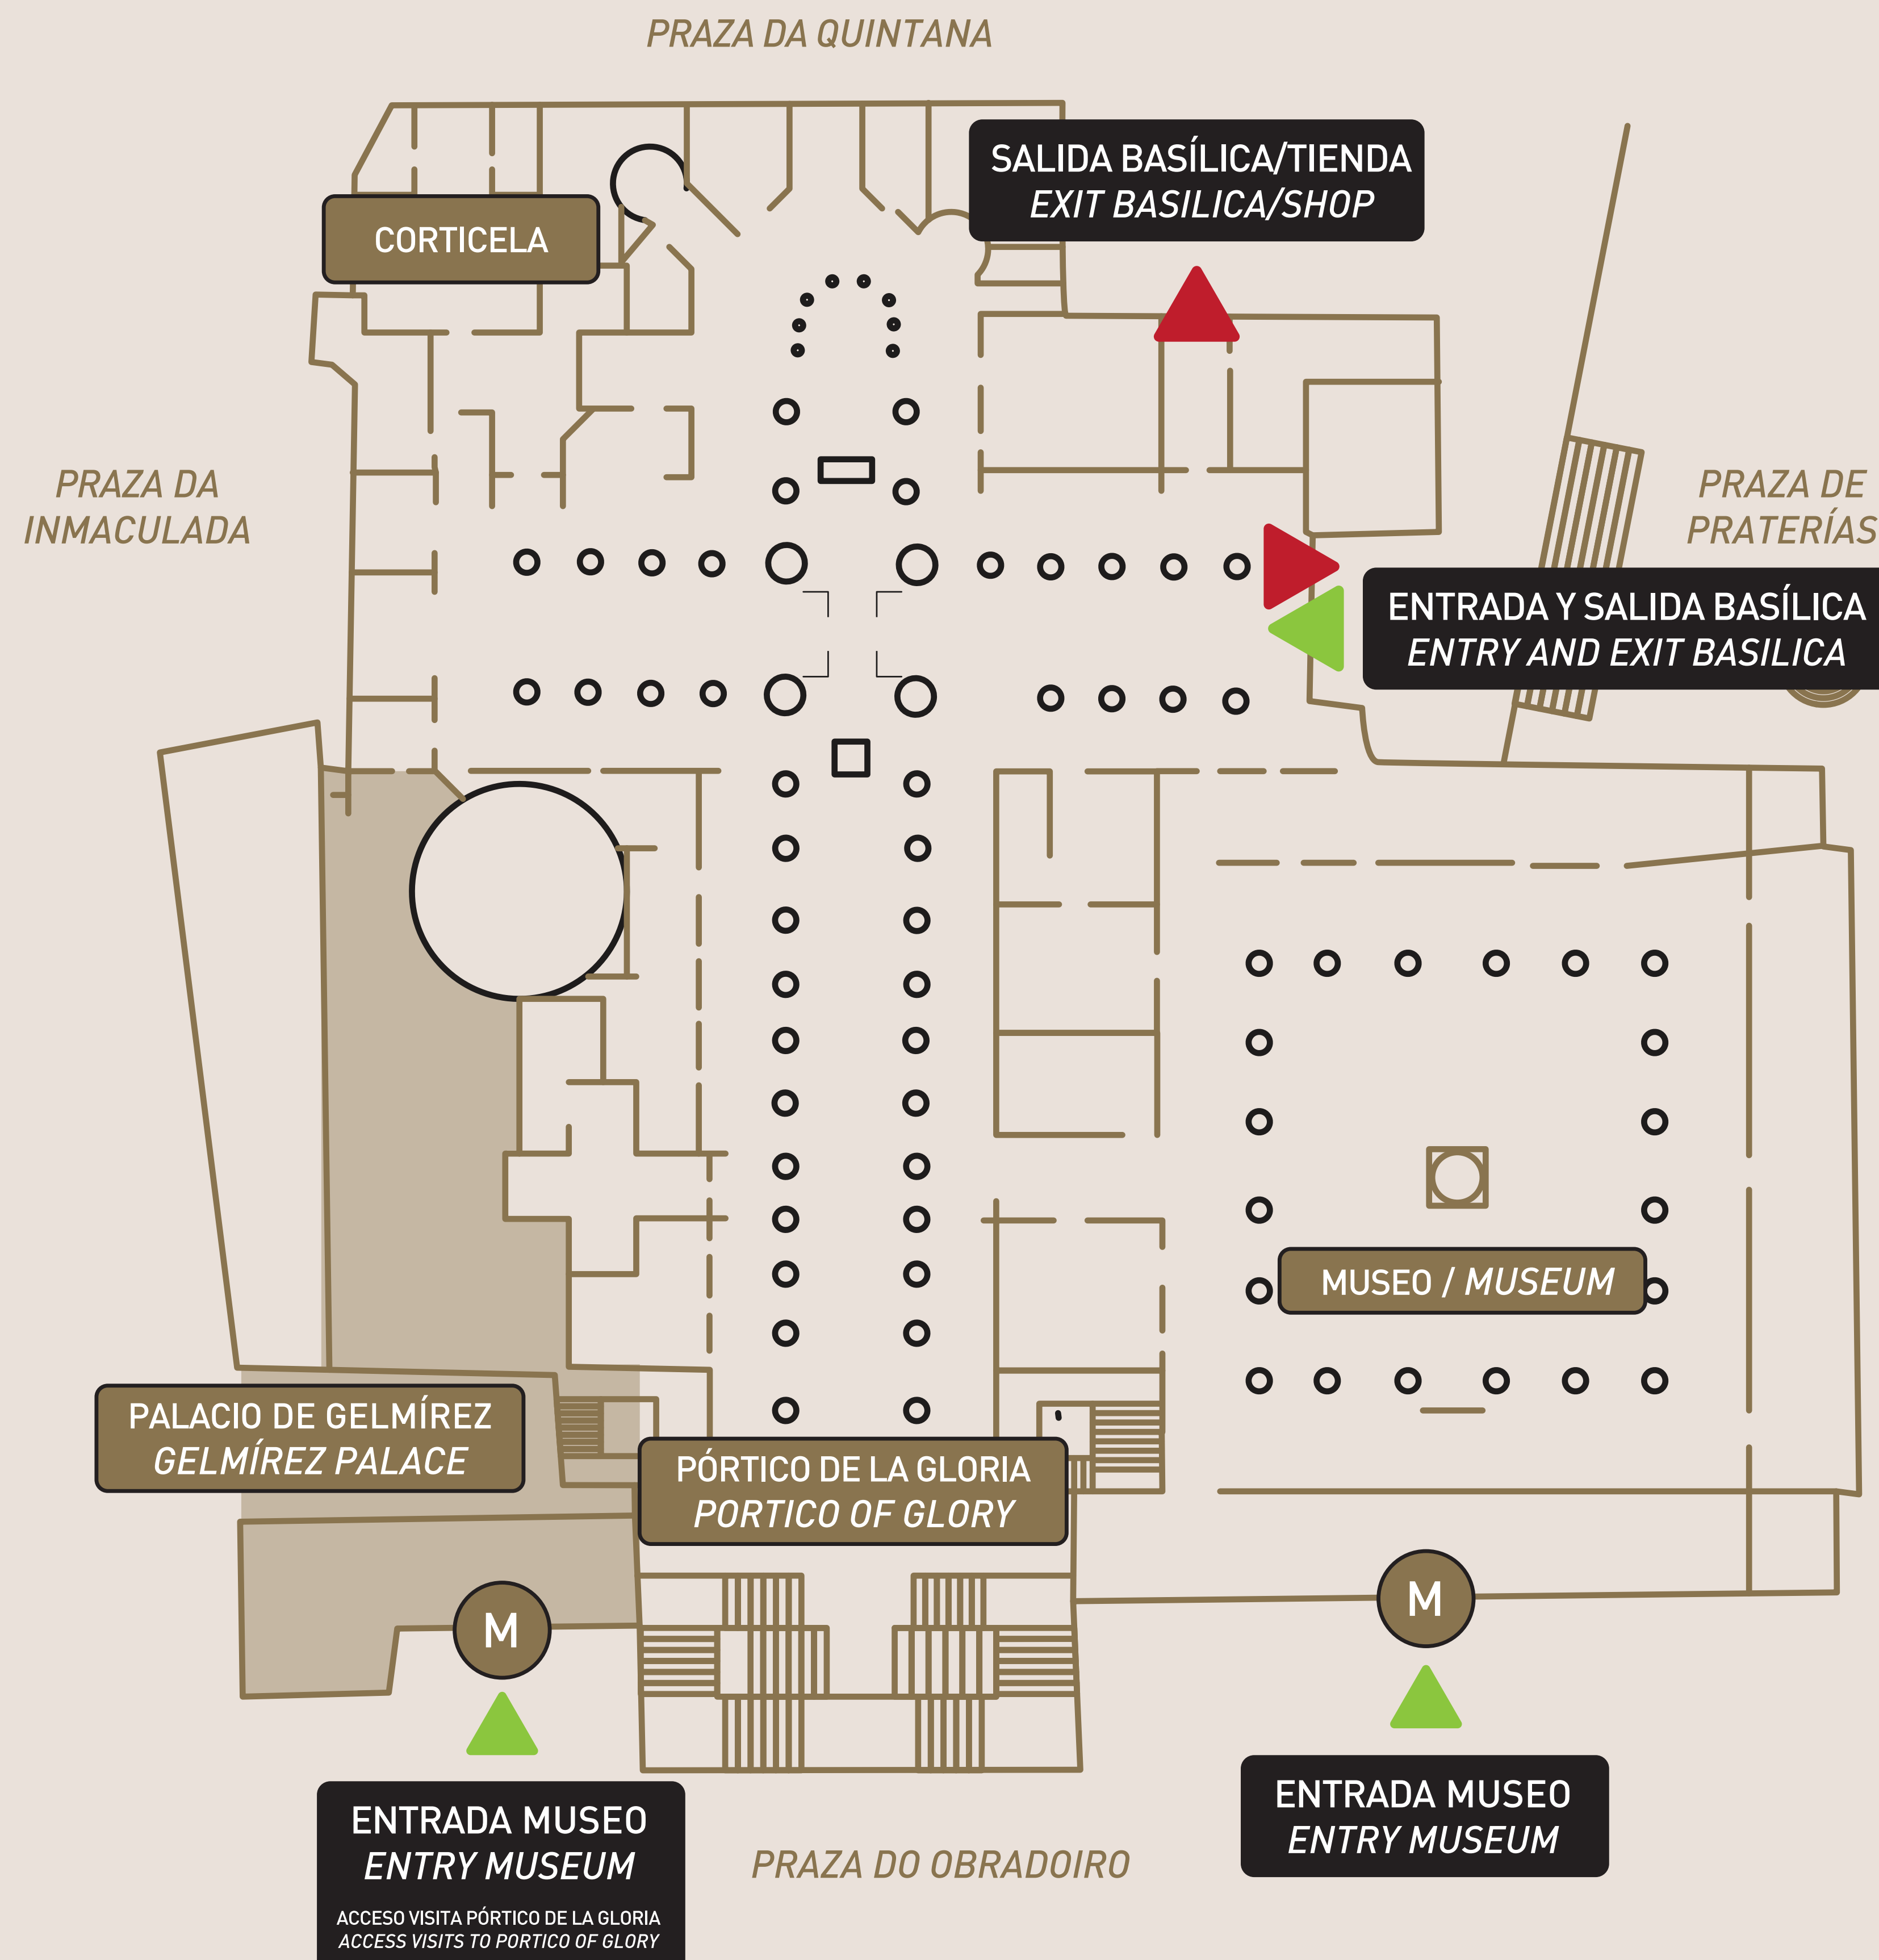 PRAZA DA QUINTANA
SALIDA BASÍLICA/TIENDA
EXIT BASILICA/SHOP
CORTICELA
PRAZA DA
INMACULADA
PRAZA DE
PRATERÍAS
ENTRADA Y SALIDA BASÍLICA
ENTRY AND EXIT BASILICA
MUSEO / MUSEUM
PALACIO DE GELMÍREZ
GELMÍREZ PALACE
PÓRTICO DE LA GLORIA
PORTICO OF GLORY
M
M
ENTRADA MUSEO
ENTRY MUSEUM
ACCESO VISITA PÓRTICO DE LA GLORIA
ACCESS VISITS TO PORTICO OF GLORY
PRAZA DO OBRADOIRO
ENTRADA MUSEO
ENTRY MUSEUM